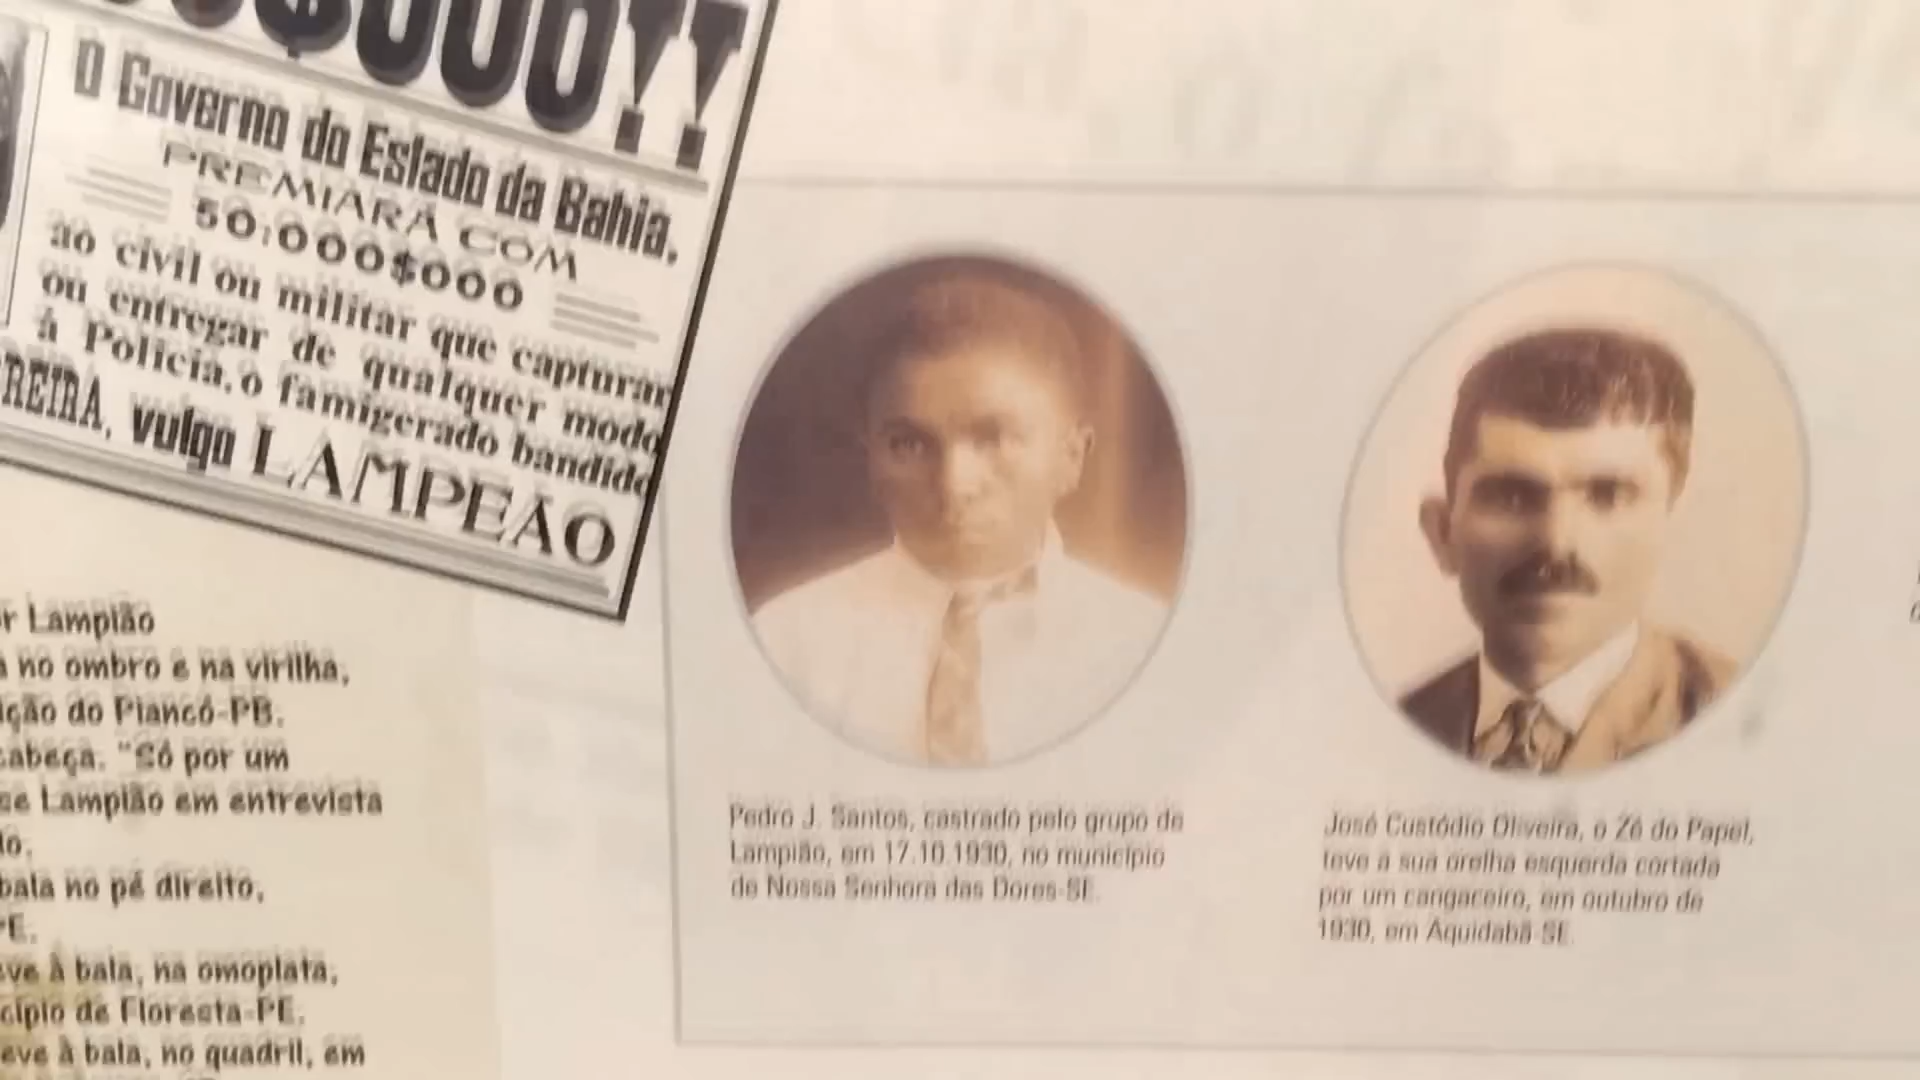 $000!!
O Governo do Estado da Bahia,
PREMIARÁ COM
50:000$000
ao civil ou militar que capturar
ou entregar de qualquer modo
á Policia, o famigerado bandido
REIRA, vulgo LAMPEÃO
r Lampião
no ombro e na virilha,
ção do Piancó-PB.
cabeça. "Só por um
se Lampião em entrevista
do.
bala no pé direito,
PE.
ve à bala, na omoplata,
cípio de Floresta-PE.
eve à bala, no quadril, em
Pedro J. Santos, castrado pelo grupo de
Lampião, em 17.10.1930, no município
de Nossa Senhora das Dores-SE.
José Custódio Oliveira, o Zé do Papel,
teve a sua orelha esquerda cortada
por um cangaceiro, em outubro de
1930, em Aquidabã-SE.